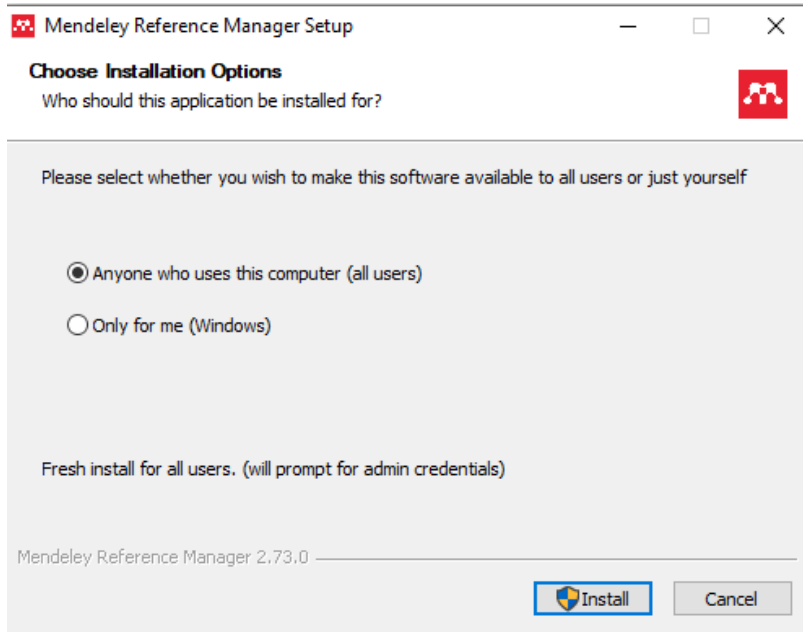 Mendeley Reference Manager Setup
Choose Installation Options
Who should this application be installed for?
Please select whether you wish to make this software available to all users or just yourself
Anyone who uses this computer (all users)
Only for me (Windows)
Fresh install for all users. (will prompt for admin credentials)
Mendeley Reference Manager 2.73.0
Install
Cancel